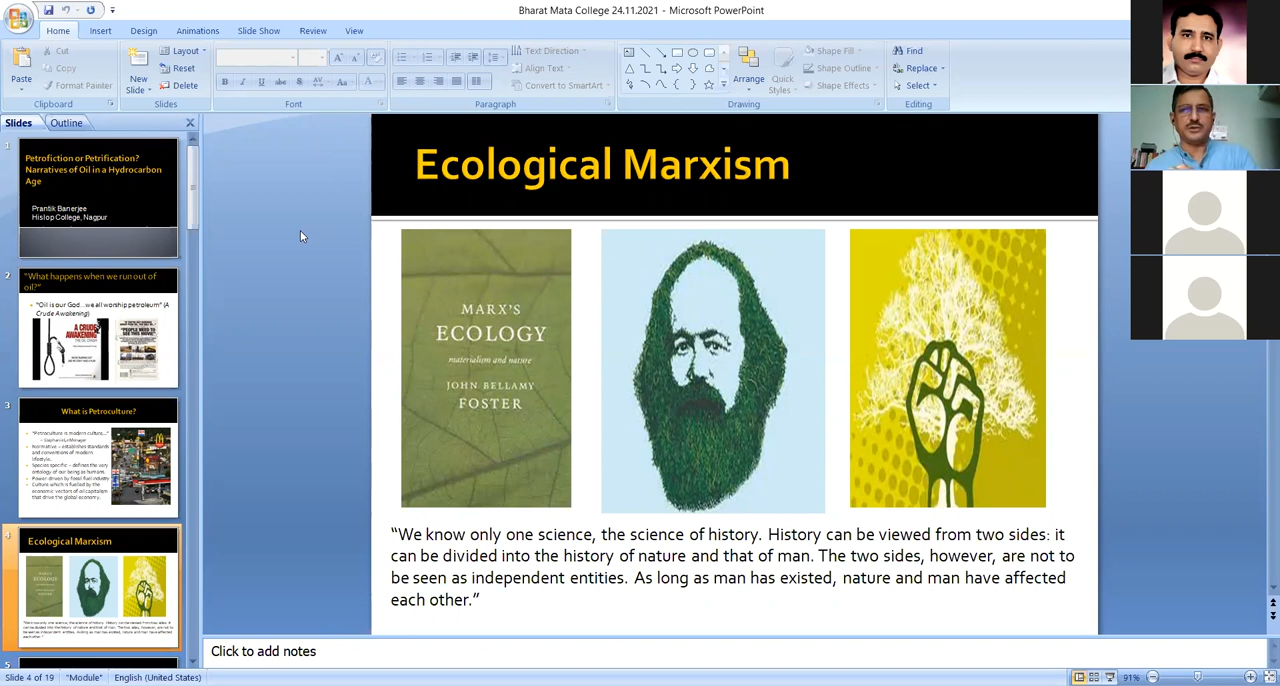 Bharat Mata College 24.11.2021 - Microsoft PowerPoint
Home Insert Design Animations Slide Show Review View
Paste
Cut
Copy
Format Painter
Clipboard
New Slide
Layout
Reset
Delete
Slides
B I U abc S AV Aa A
Font
Text Direction
Align Text
Convert to SmartArt
Paragraph
Arrange
Quick Styles
Shape Fill
Shape Outline
Shape Effects
Drawing
Find
Replace
Select
Editing
Slides Outline
1
Petrofiction or Petrification?
Narratives of Oil in a Hydrocarbon
Age
Prantik Banerjee
Hislop College, Nagpur
2
"What happens when we run out of
oil?"
"Oil is our God...we all worship petroleum" (A
Crude Awakening)
A CRUDE
AWAKENING
3
What is Petroculture?
"Petroculture is modern culture..."
Normative – establishes standards
and conventions of modern
lifestyle.
Species specific – defines the very
ontology of our being as humans.
Power driven by fossil fuel industry
Culture which is fuelled by the
economic vectors of oil capitalism
that drive the global economy.
4
Ecological Marxism
5
Ecological Marxism
MARX'S
ECOLOGY
materialism and nature
JOHN BELLAMY
FOSTER
“We know only one science, the science of history. History can be viewed from two sides: it
can be divided into the history of nature and that of man. The two sides, however, are not to
be seen as independent entities. As long as man has existed, nature and man have affected
each other.”
Click to add notes
Slide 4 of 19 "Module" English (United States) 91%